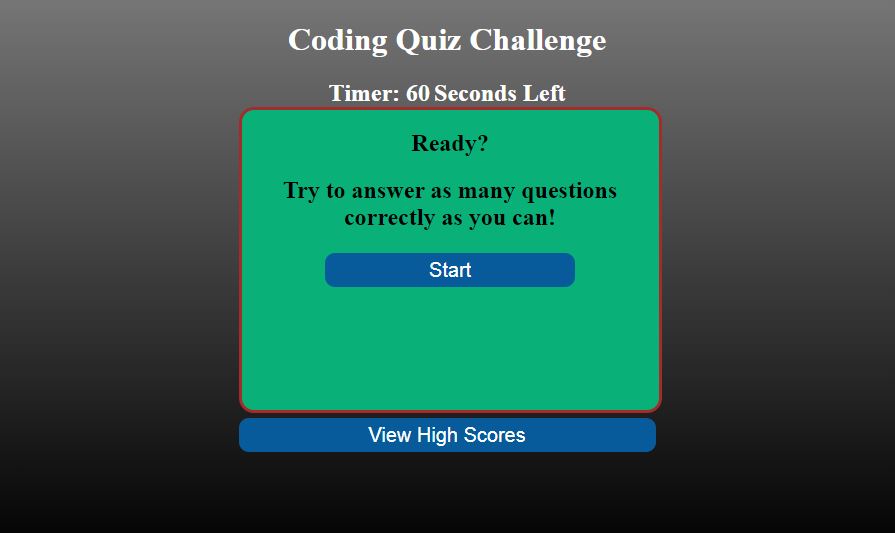 Coding Quiz Challenge
Timer: 60 Seconds Left
Ready?
Try to answer as many questions
correctly as you can!
Start
View High Scores